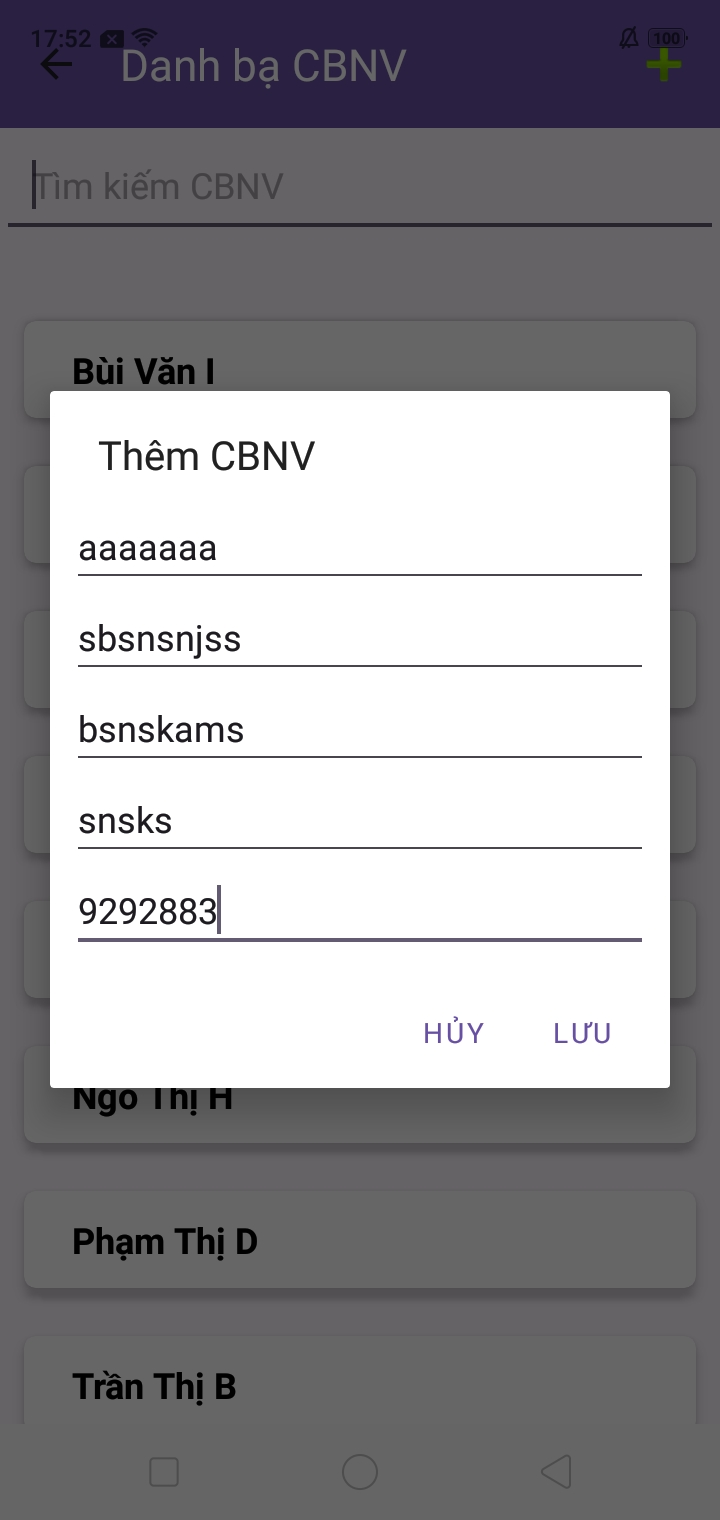 17:52
100
Danh bạ CBNV
Tìm kiếm CBNV
Bùi Văn I
Thêm CBNV
aaaaaaa
sbsnsnjss
bsnskams
snsks
9292883
HỦY
LƯU
Ngô Thị H
Phạm Thị D
Trần Thị B